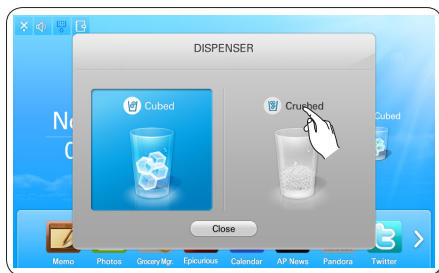 DISPENSER
Cubed
Crushed
Cubed
Close
Memo
Photos
Grocery Mgr.
Epicurious
Calendar
AP News
Pandora
Twitter